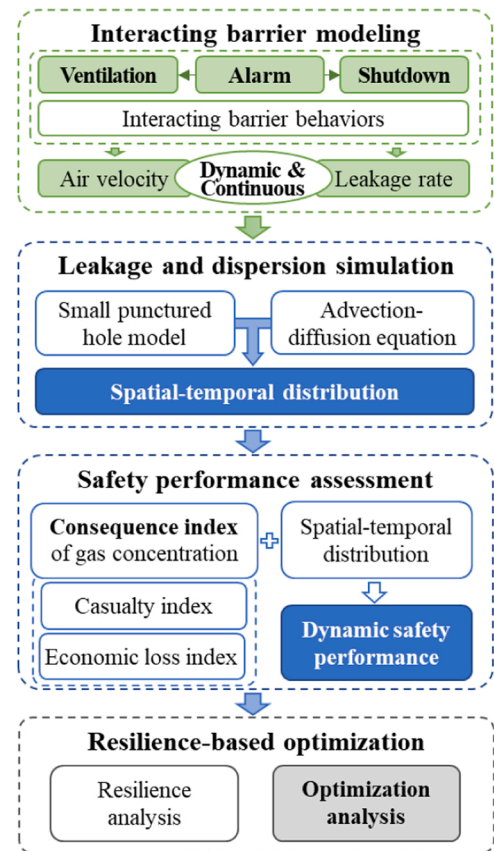 Interacting barrier modeling
Ventilation
Alarm
Shutdown
Interacting barrier behaviors
Air velocity
Dynamic &
Continuous
Leakage rate
Leakage and dispersion simulation
Small punctured
hole model
Advection-
diffusion equation
Spatial-temporal distribution
Safety performance assessment
Consequence index
of gas concentration
Spatial-temporal
distribution
Casualty index
Economic loss index
Dynamic safety
performance
Resilience-based optimization
Resilience
analysis
Optimization
analysis